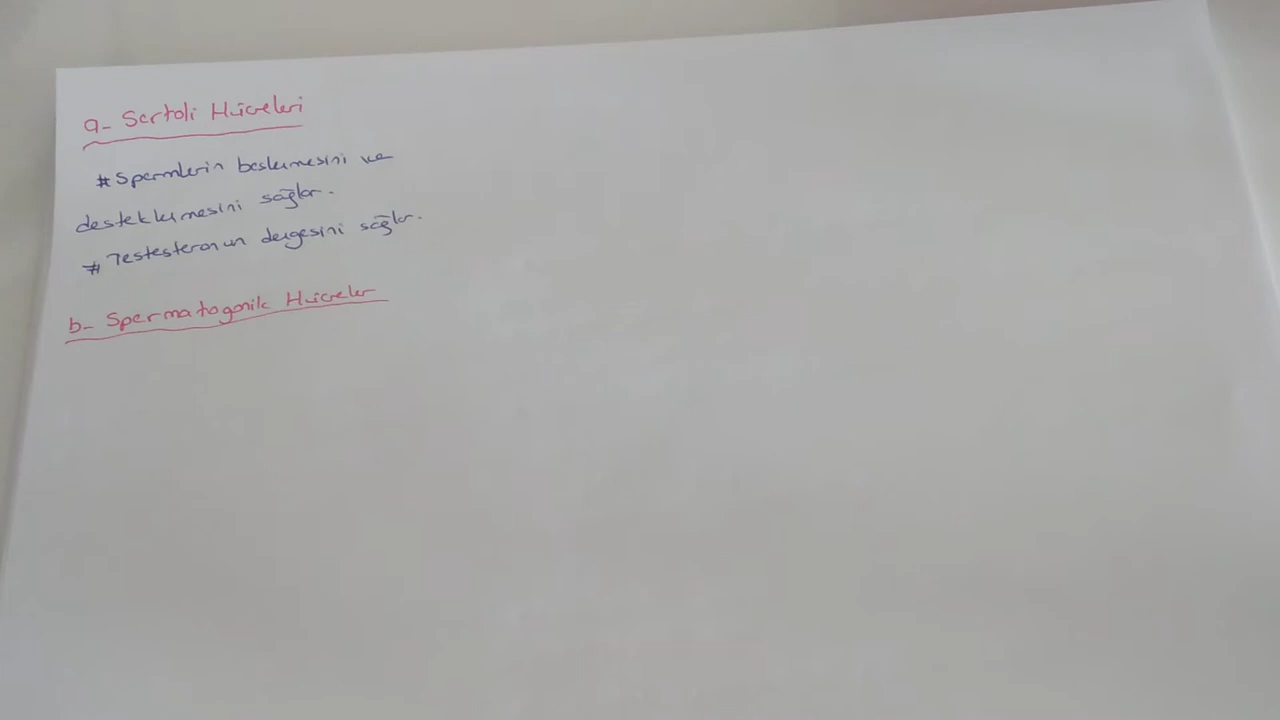 a- Sertoli Hücreleri
# Spermlerin beslenmesini ve
desteklenmesini sağlar.
# Testesteronun dengesini sağlar.
b- Spermatogonik Hücreler